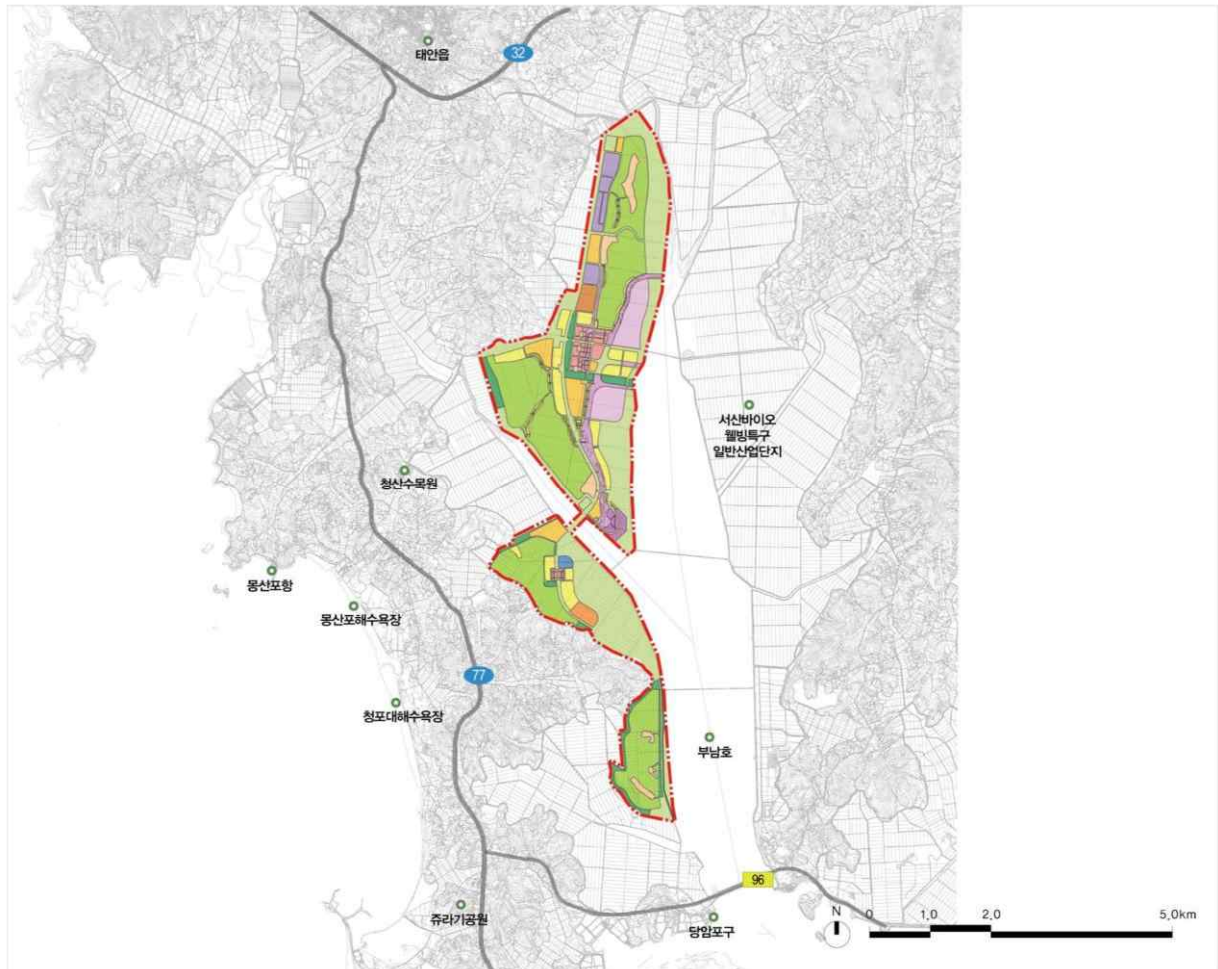 태안읍
32
서산바이오
웰빙특구
일반산업단지
청산수목원
몽산포항
몽산포해수욕장
77
청포대해수욕장
부남호
96
쥬라기공원
당암포구
N
0 1.0 2.0 5.0km